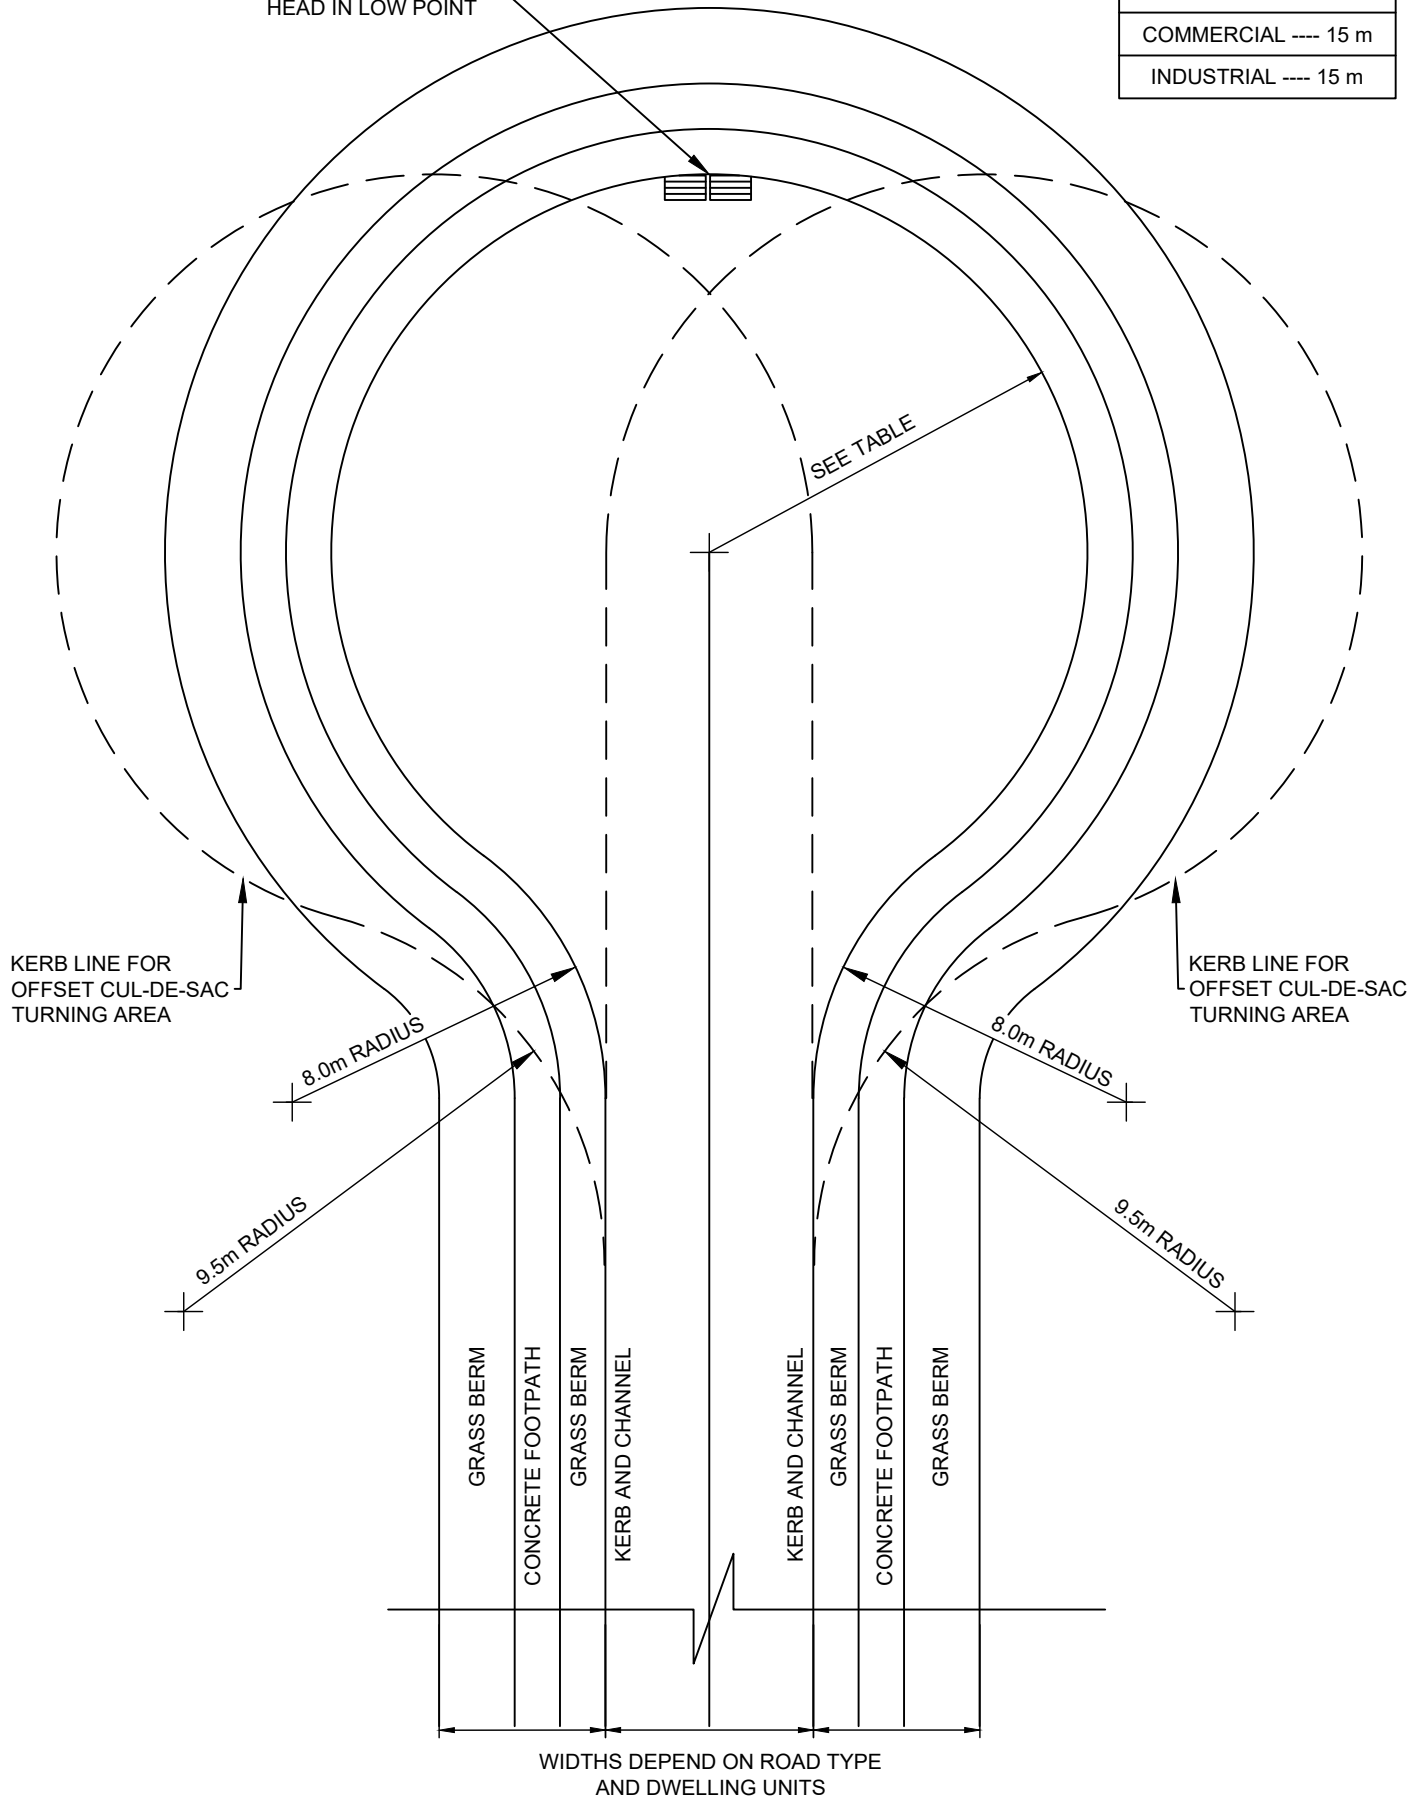 HEAD IN LOW POINT
COMMERCIAL ---- 15 m
INDUSTRIAL ---- 15 m
SEE TABLE
KERB LINE FOR
OFFSET CUL-DE-SAC
TURNING AREA
KERB LINE FOR
OFFSET CUL-DE-SAC
TURNING AREA
8.0m RADIUS
8.0m RADIUS
9.5m RADIUS
9.5m RADIUS
GRASS BERM
CONCRETE FOOTPATH
GRASS BERM
KERB AND CHANNEL
KERB AND CHANNEL
GRASS BERM
CONCRETE FOOTPATH
GRASS BERM
WIDTHS DEPEND ON ROAD TYPE
AND DWELLING UNITS